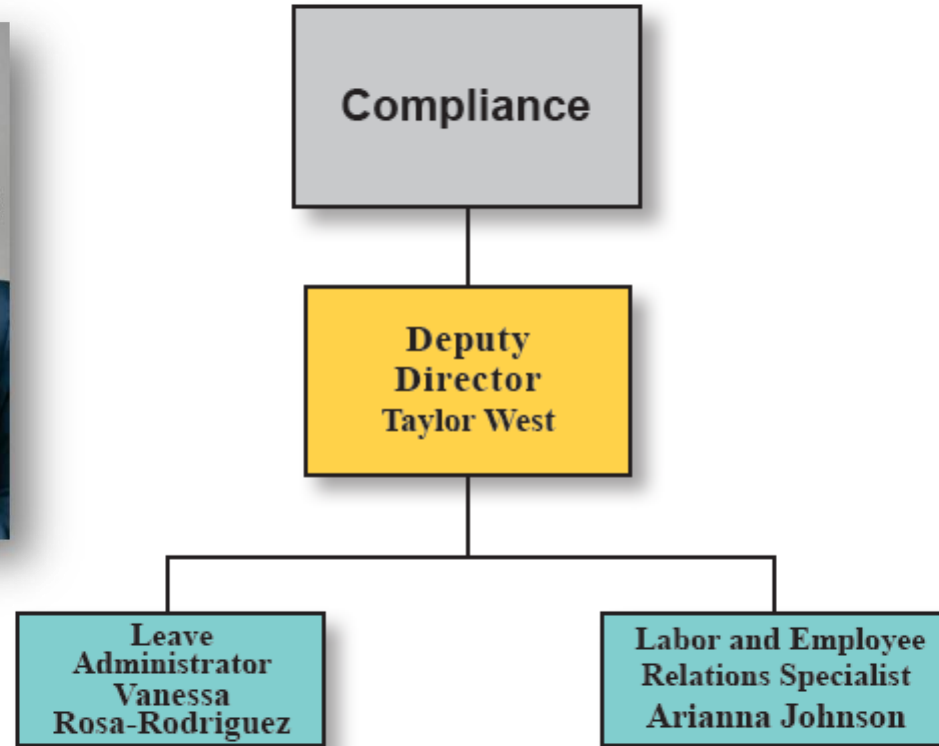 Compliance
Deputy
Director
Taylor West
Leave
Administrator
Vanessa
Rosa-Rodriguez
Labor and Employee
Relations Specialist
Arianna Johnson